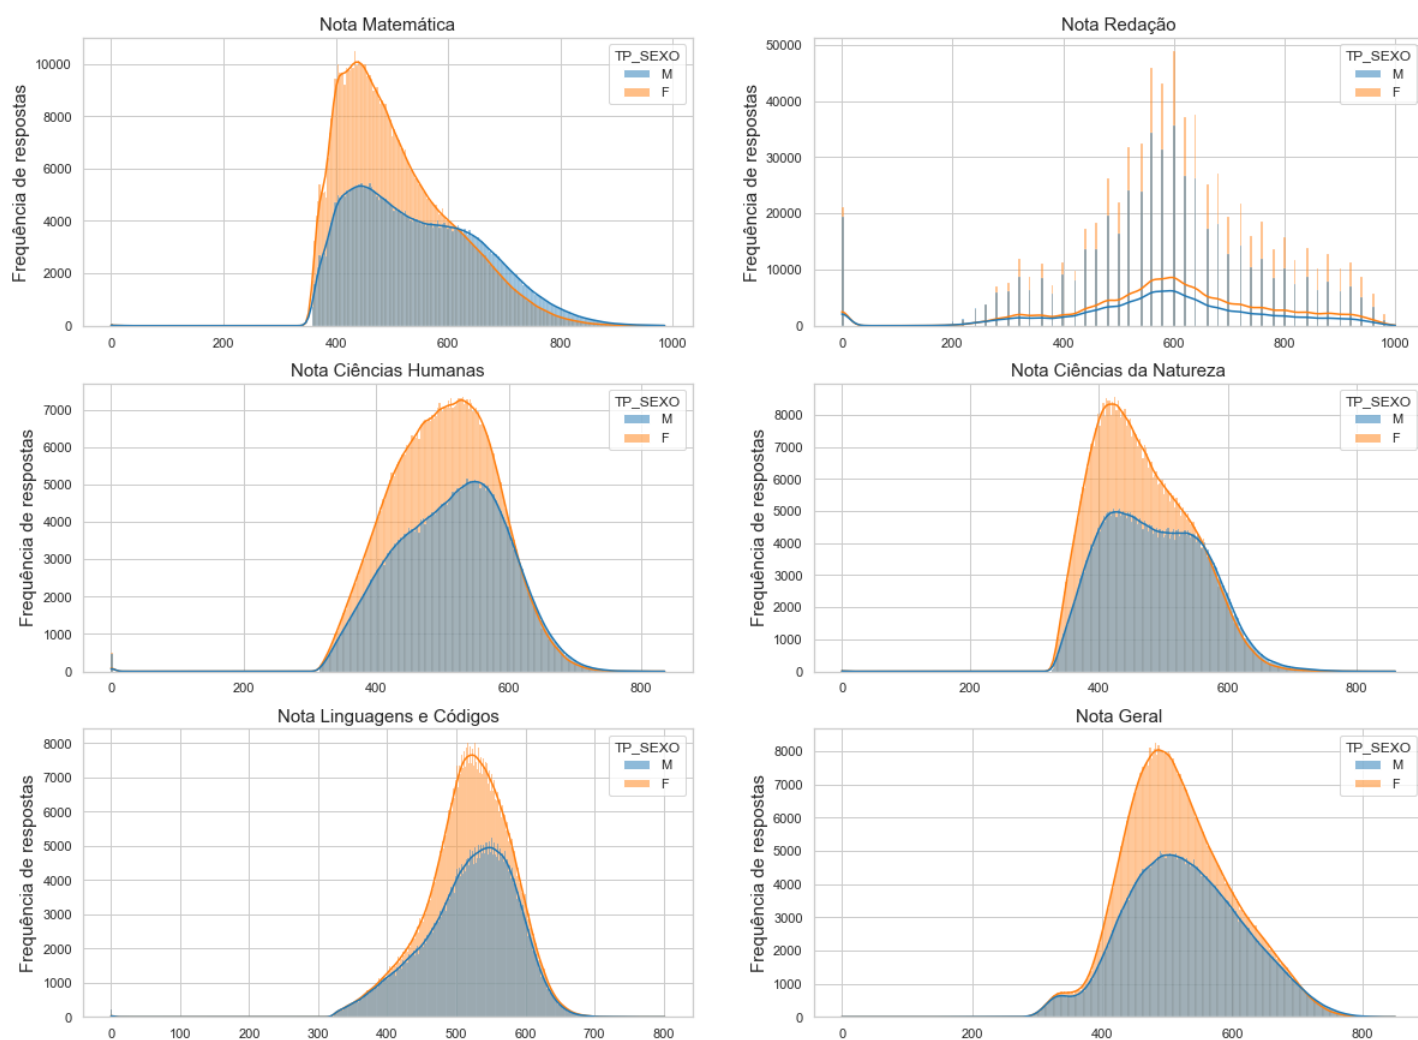 Nota Matemática
Frequência de respostas
10000
8000
6000
4000
2000
0
0 200 400 600 800 1000
TP_SEXO
M
F
Nota Redação
Frequência de respostas
50000
40000
30000
20000
10000
0
0 200 400 600 800 1000
TP_SEXO
M
F
Nota Ciências Humanas
Frequência de respostas
7000
6000
5000
4000
3000
2000
1000
0
0 200 400 600 800
TP_SEXO
M
F
Nota Ciências da Natureza
Frequência de respostas
8000
7000
6000
5000
4000
3000
2000
1000
0
0 200 400 600 800
TP_SEXO
M
F
Nota Linguagens e Códigos
Frequência de respostas
8000
7000
6000
5000
4000
3000
2000
1000
0
0 100 200 300 400 500 600 700 800
TP_SEXO
M
F
Nota Geral
Frequência de respostas
8000
7000
6000
5000
4000
3000
2000
1000
0
0 200 400 600 800
TP_SEXO
M
F